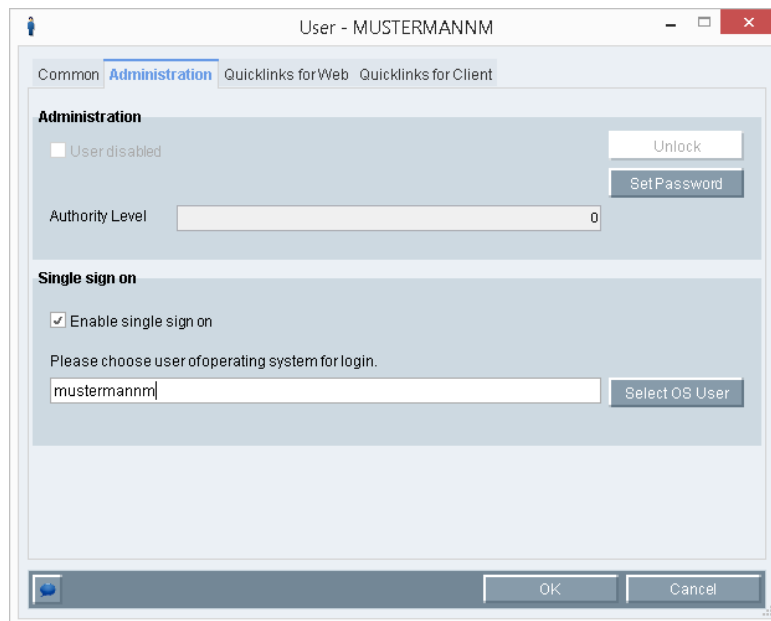 User - MUSTERMANNM
Common Administration Quicklinks for Web Quicklinks for Client
Administration
User disabled
Unlock
Set Password
Authority Level 0
Single sign on
Enable single sign on
Please choose user of operating system for login.
mustermannm Select OS User
OK Cancel